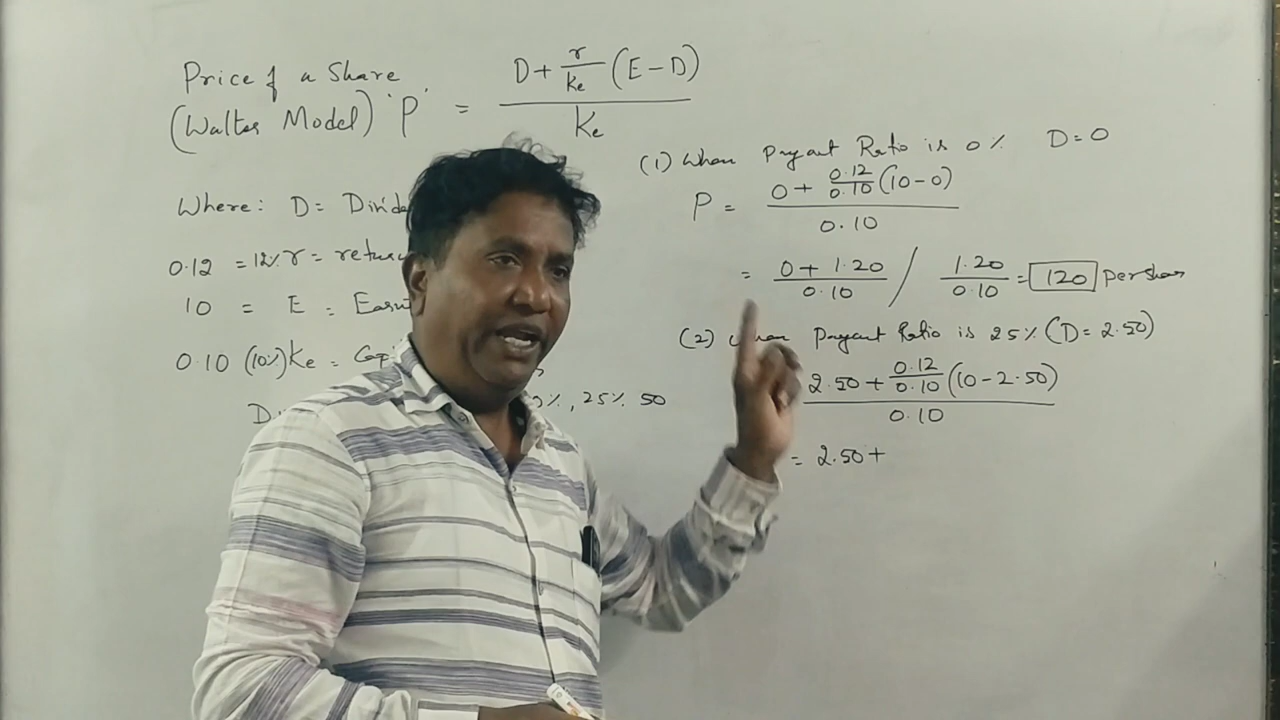 Price of a Share
(Walter Model) 'P' = D + r/Ke (E - D) / Ke
Where: D = Divide
0.12 = 12% r = return
10 = E = Earni
0.10 (10%) Ke = Cap
D 0%, 25% 50
(1) When Payout Ratio is 0% D = 0
P = 0 + 0.12/0.10 (10 - 0) / 0.10
= 0 + 1.20 / 0.10 / 1.20 / 0.10 = 120 per share
(2) When Payout Ratio is 25% (D = 2.50)
2.50 + 0.12/0.10 (10 - 2.50) / 0.10
= 2.50 +